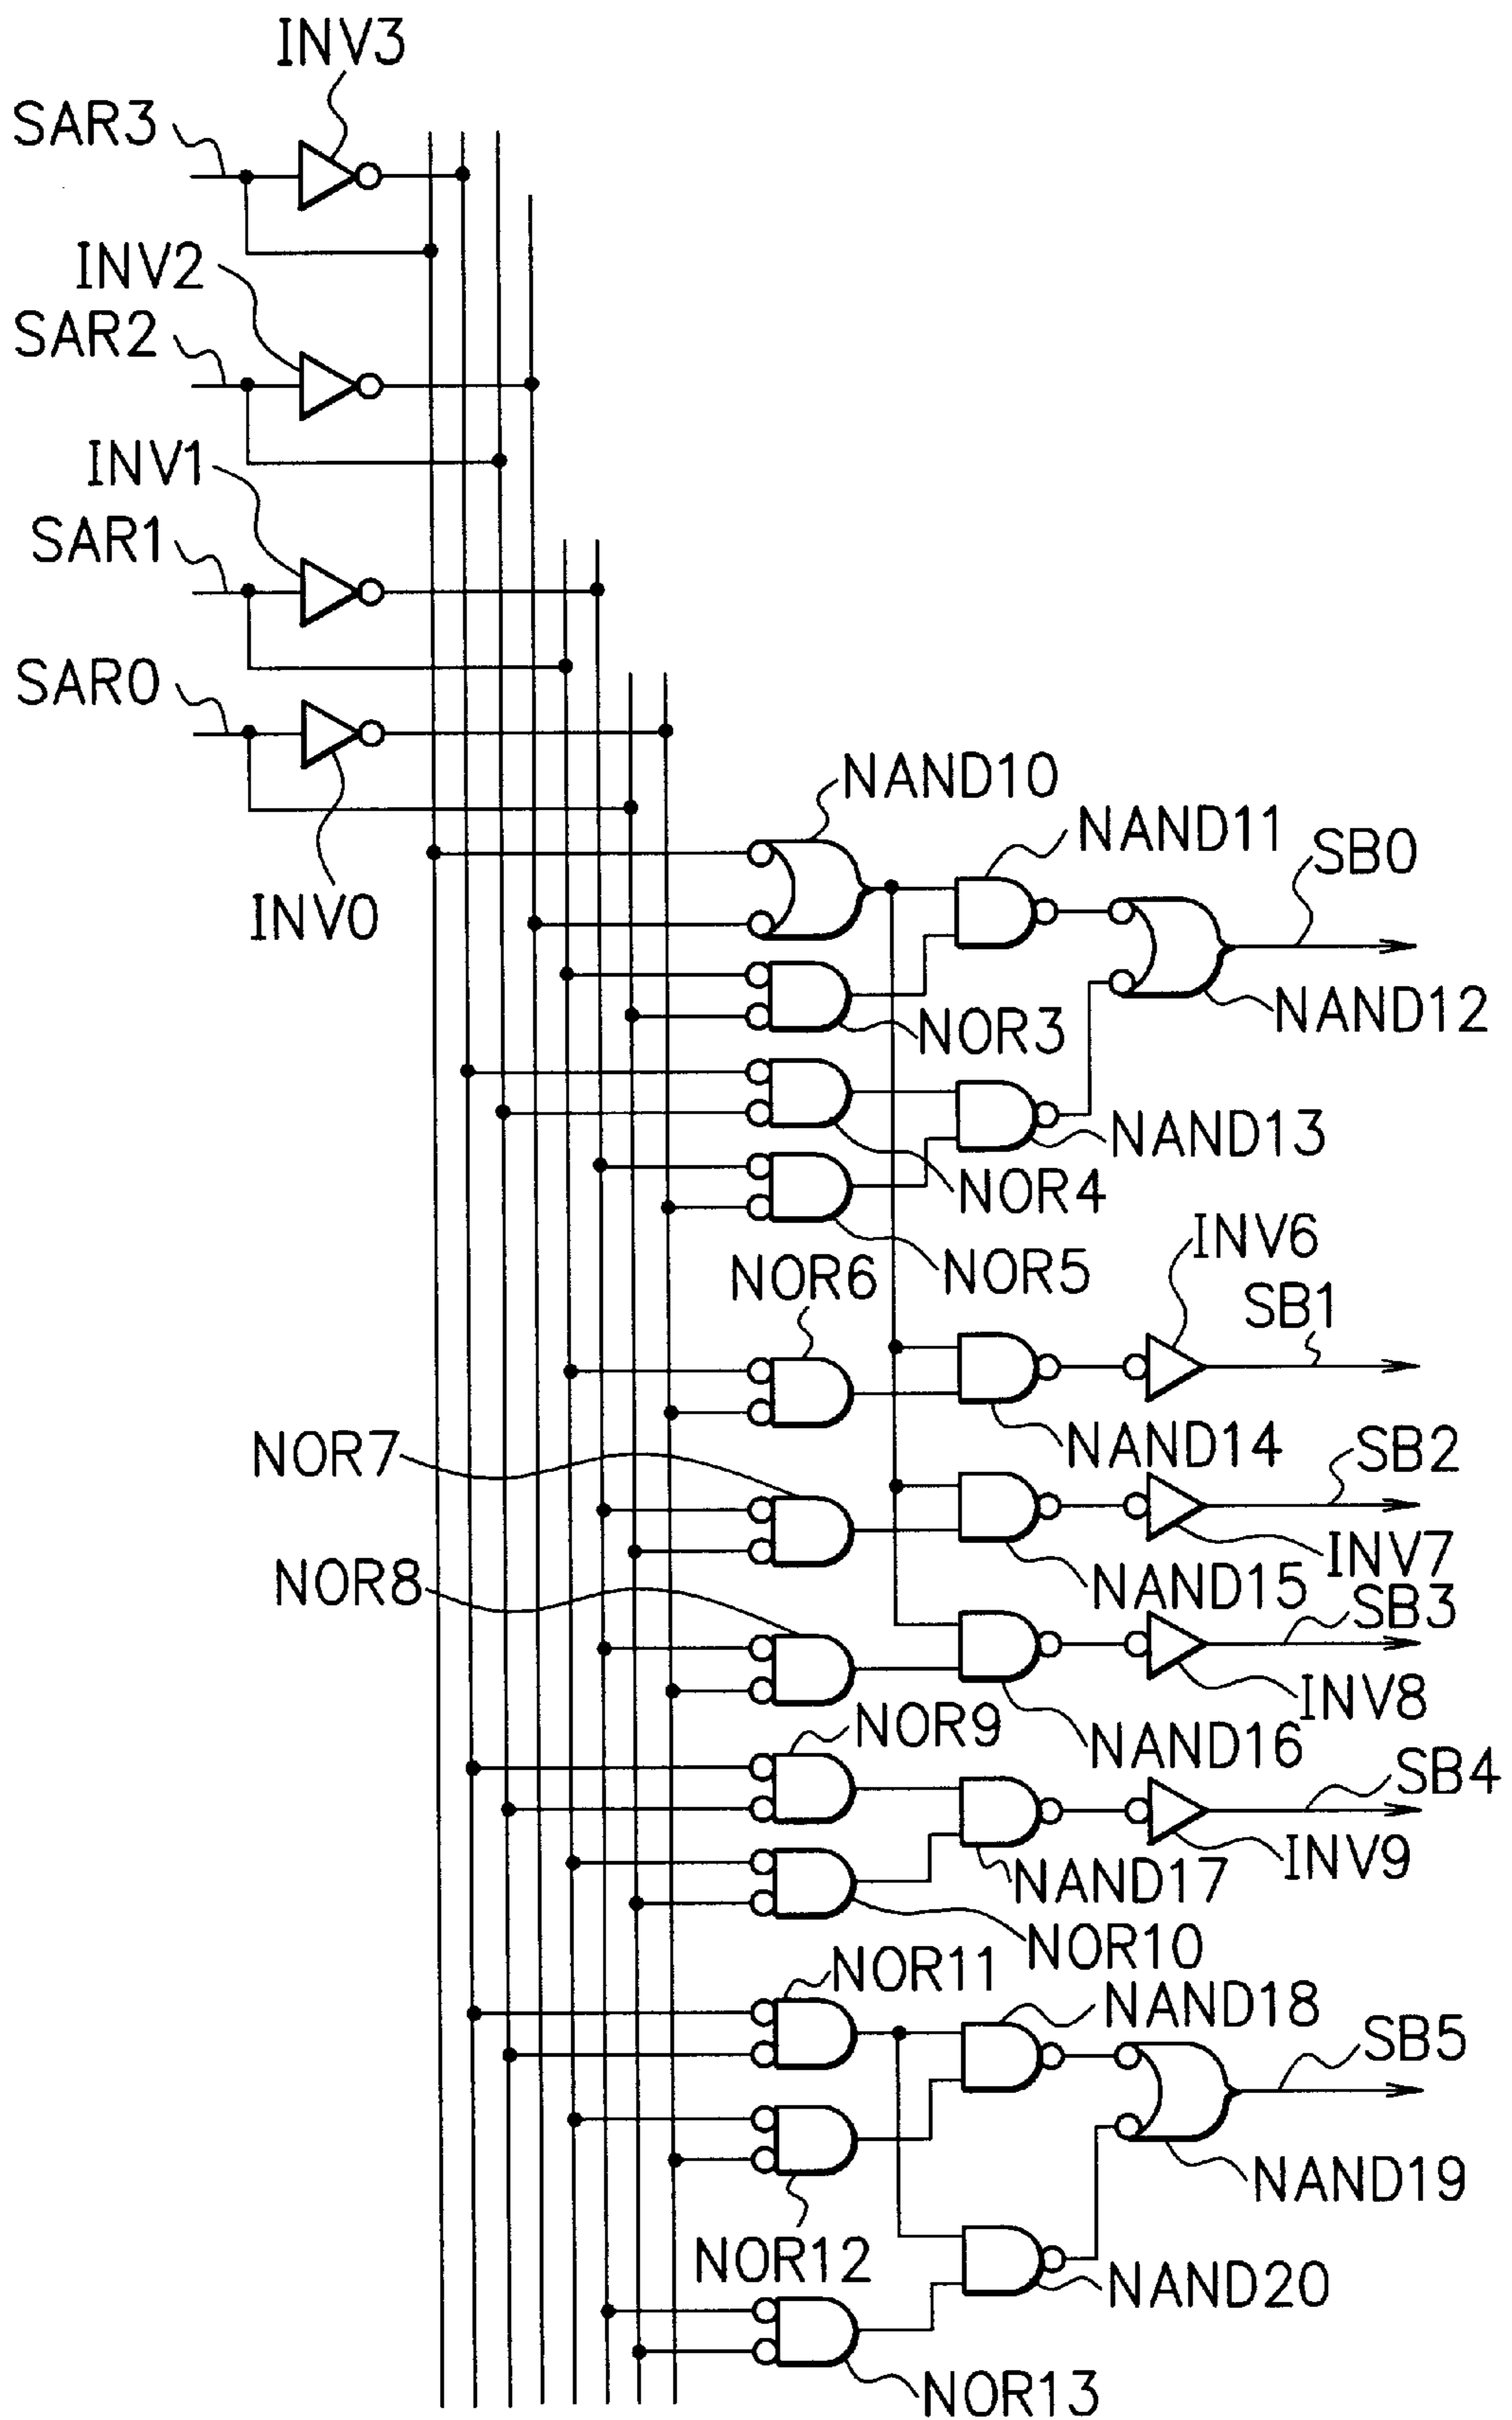 INV3
SAR3
INV2
SAR2
INV1
SAR1
SAR0
INV0
NAND10
NAND11
SB0
NAND12
NOR3
NAND13
NOR4
NOR5
INV6
NOR6
SB1
NAND14
NOR7
SB2
INV7
NOR8
NAND15
SB3
INV8
NOR9
NAND16
SB4
INV9
NAND17
NOR10
NOR11
NAND18
SB5
NAND19
NOR12
NAND20
NOR13